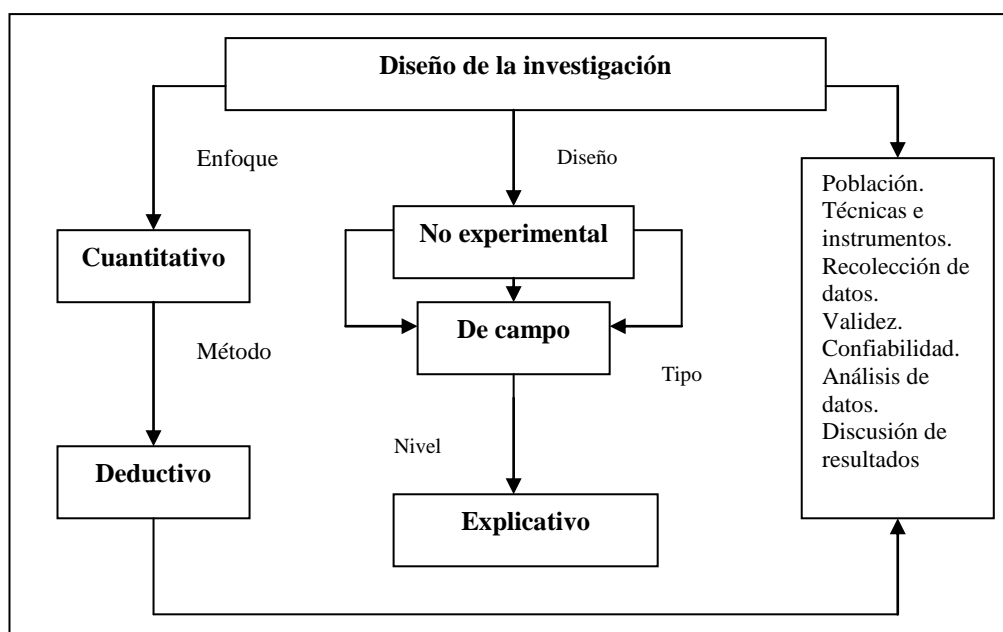 Diseño de la investigación
Enfoque
Diseño
Cuantitativo
No experimental
Método
De campo
Tipo
Nivel
Deductivo
Explicativo
Población.
Técnicas e
instrumentos.
Recolección de
datos.
Validez.
Confiabilidad.
Análisis de
datos.
Discusión de
resultados